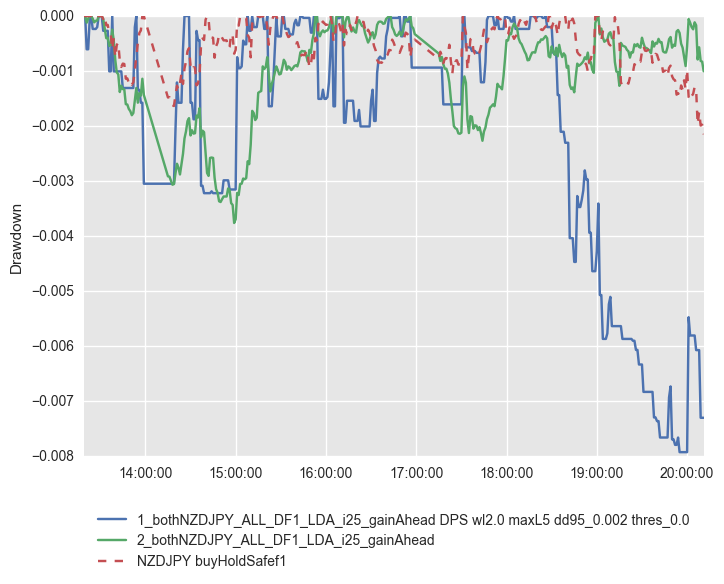 0.000
−0.001
−0.002
−0.003
−0.004
−0.005
−0.006
−0.007
−0.008
Drawdown
14:00:00 15:00:00 16:00:00 17:00:00 18:00:00 19:00:00 20:00:00
1_bothNZDJPY_ALL_DF1_LDA_i25_gainAhead DPS wl2.0 maxL5 dd95_0.002 thres_0.0
2_bothNZDJPY_ALL_DF1_LDA_i25_gainAhead
NZDJPY buyHoldSafef1